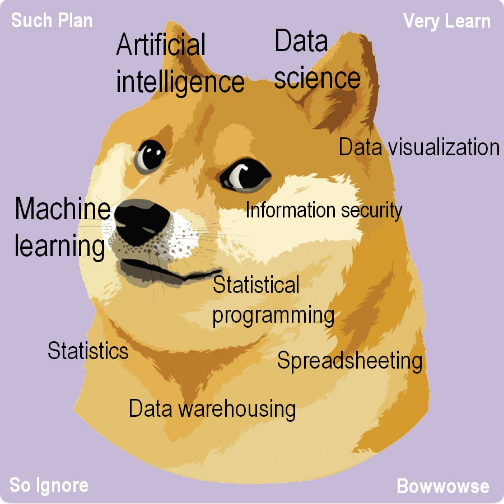 Such Plan
Very Learn
Artificial
intelligence
Data
science
Data visualization
Machine
learning
Information security
Statistical
programming
Statistics
Spreadsheeting
Data warehousing
So Ignore
Bowwowse